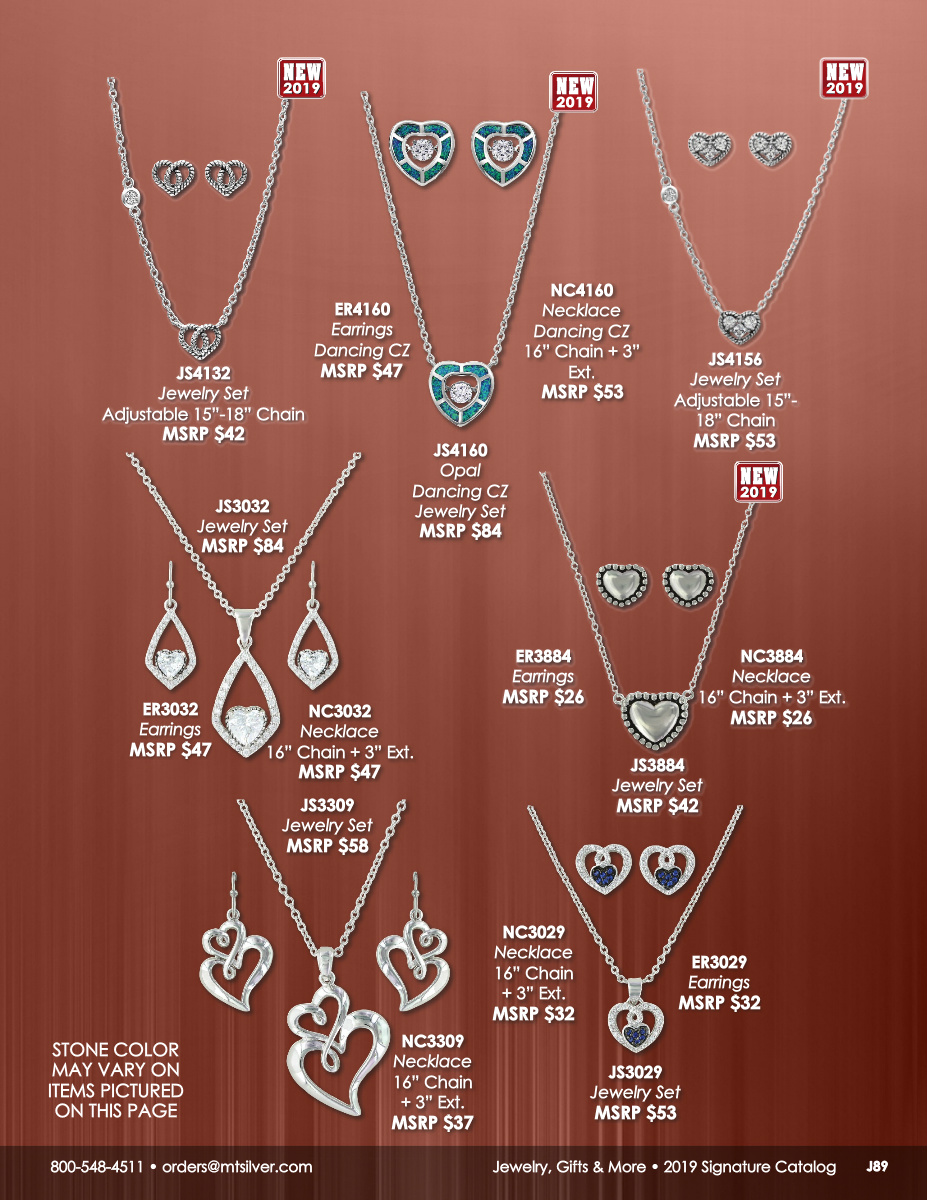 NEW
2019
NEW
2019
NEW
2019
ER4160
Earrings
Dancing CZ
MSRP $47
NC4160
Necklace
Dancing CZ
16” Chain + 3”
Ext.
MSRP $53
JS4132
Jewelry Set
Adjustable 15”-18” Chain
MSRP $42
JS4156
Jewelry Set
Adjustable 15”-
18” Chain
MSRP $53
JS4160
Opal
Dancing CZ
Jewelry Set
MSRP $84
NEW
2019
JS3032
Jewelry Set
MSRP $84
ER3032
Earrings
MSRP $47
NC3032
Necklace
16” Chain + 3” Ext.
MSRP $47
ER3884
Earrings
MSRP $26
NC3884
Necklace
16” Chain + 3” Ext.
MSRP $26
JS3884
Jewelry Set
MSRP $42
JS3309
Jewelry Set
MSRP $58
NC3309
Necklace
16” Chain
+ 3” Ext.
MSRP $37
NC3029
Necklace
16” Chain
+ 3” Ext.
MSRP $32
ER3029
Earrings
MSRP $32
JS3029
Jewelry Set
MSRP $53
STONE COLOR
MAY VARY ON
ITEMS PICTURED
ON THIS PAGE
800-548-4511 • orders@mtsilver.com
Jewelry, Gifts & More • 2019 Signature Catalog J89